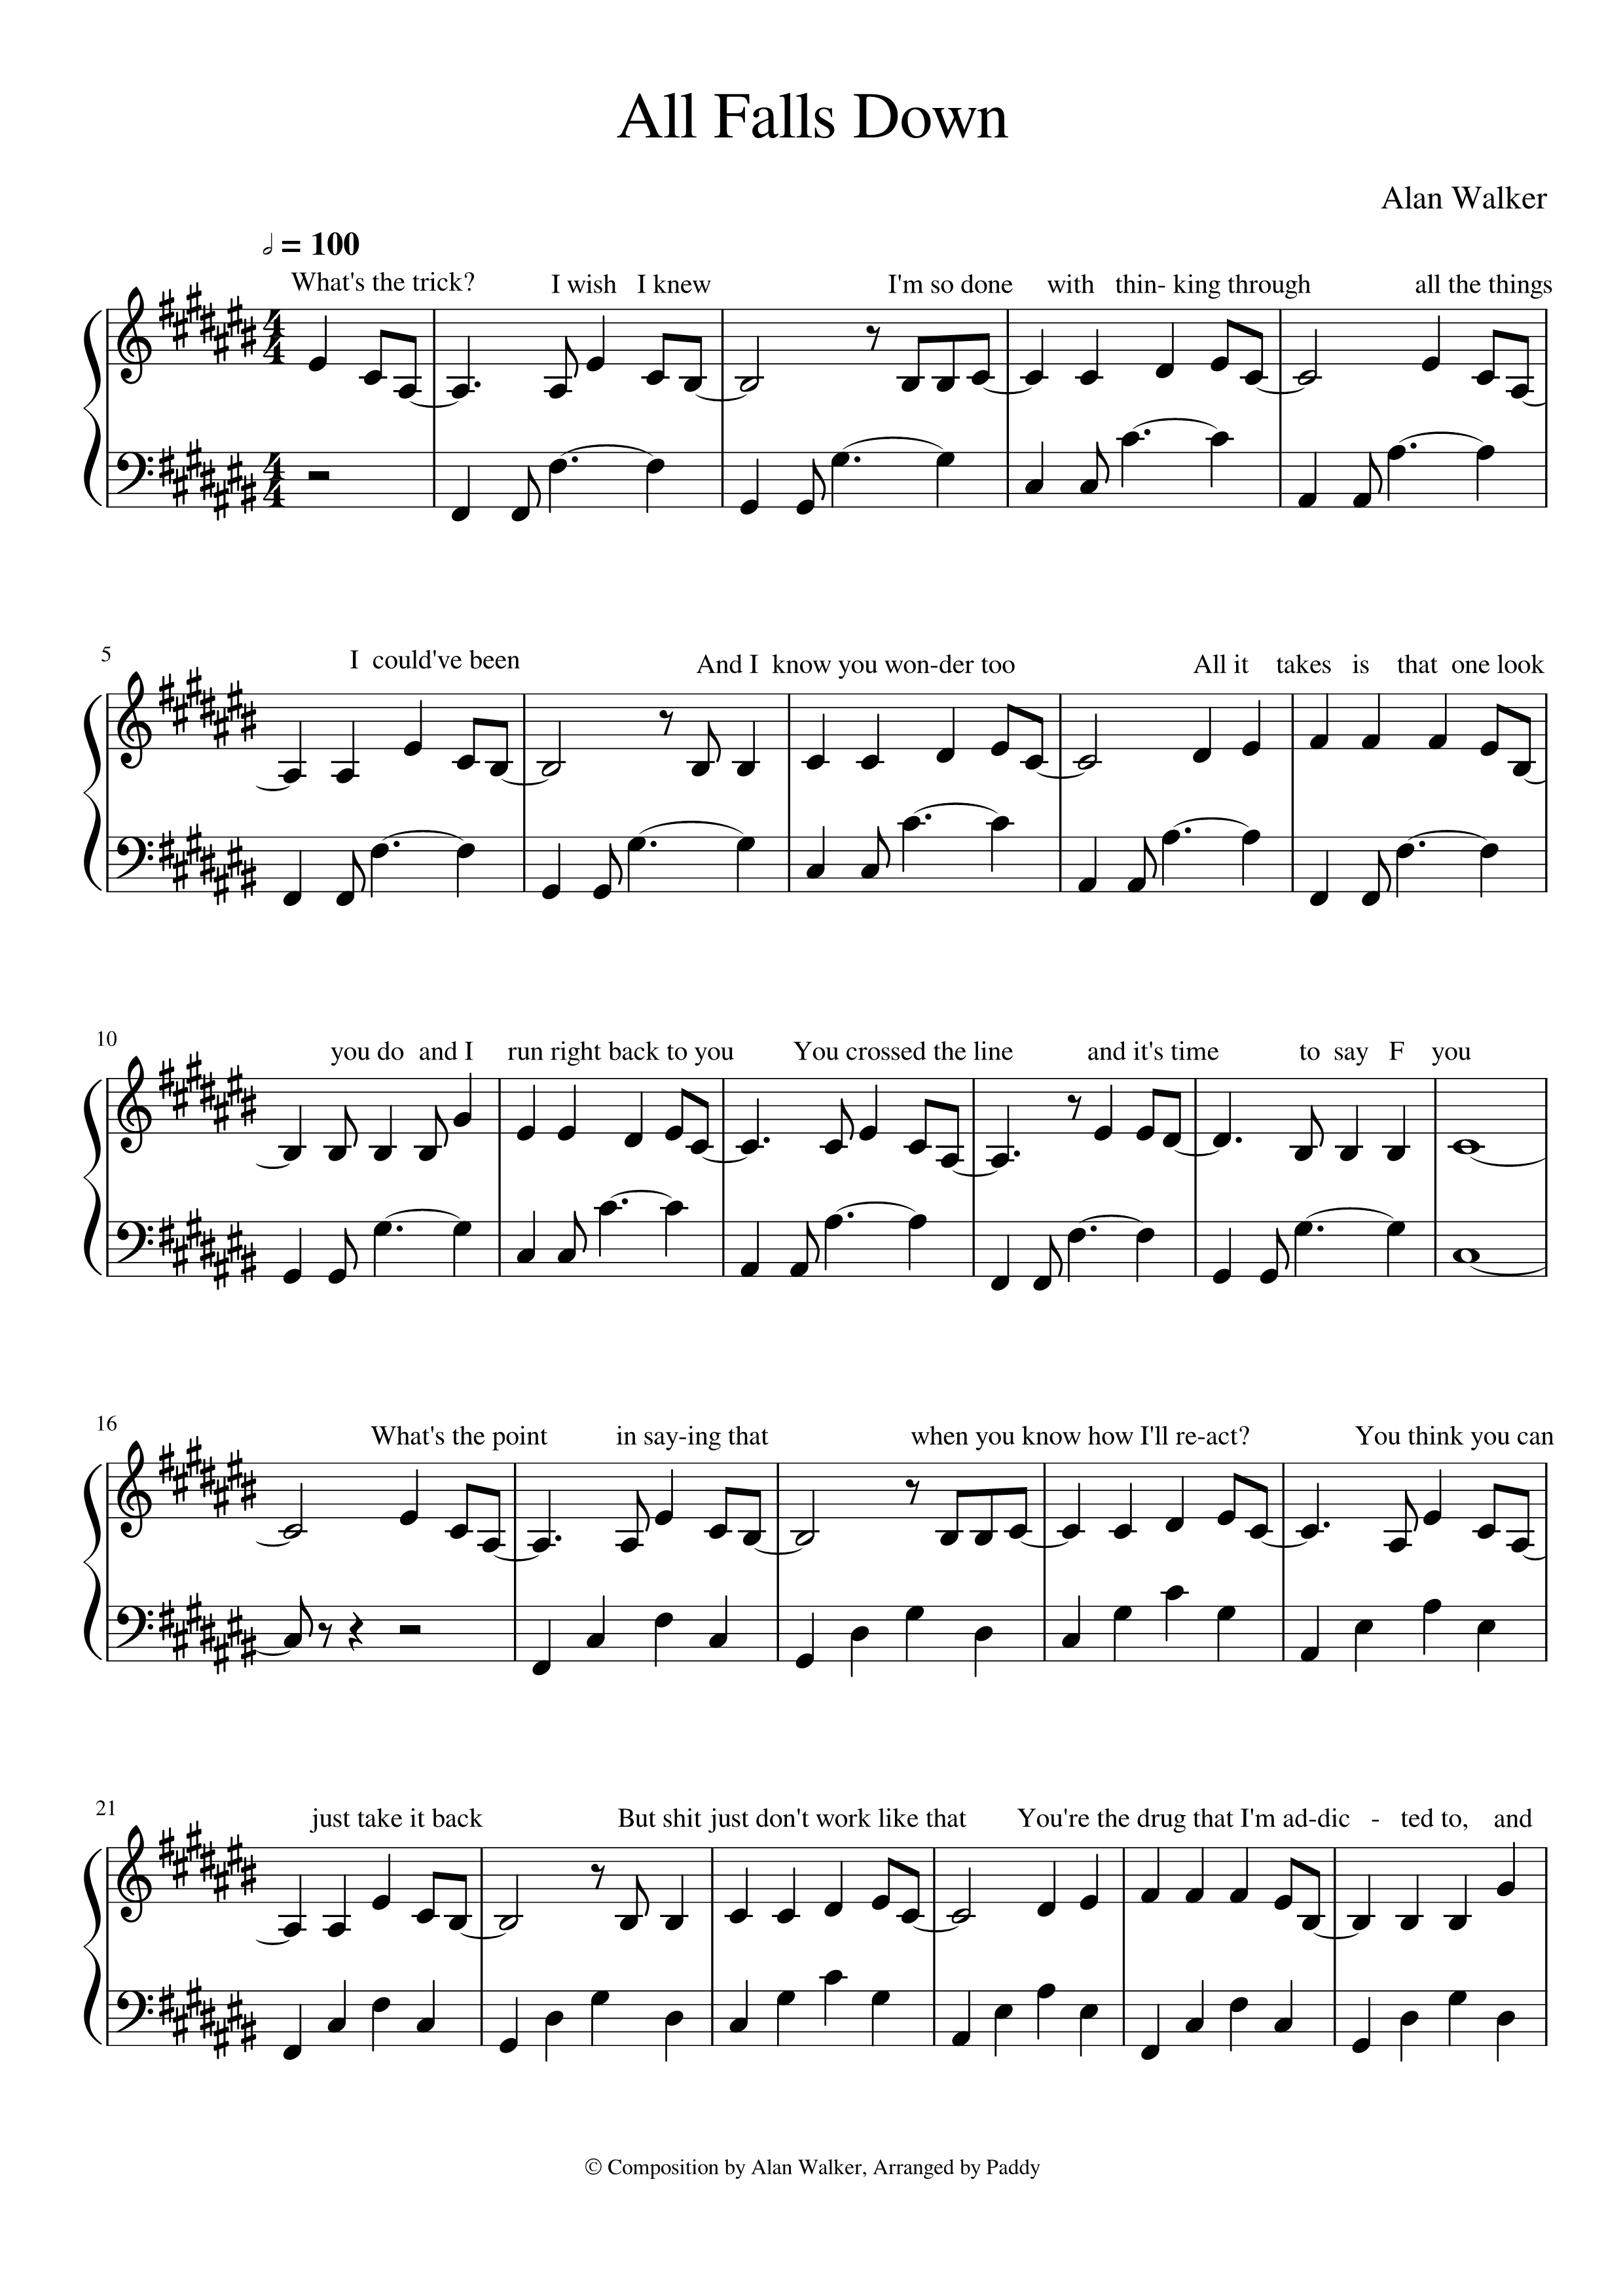 All Falls Down
Alan Walker
𝅗𝅥 = 100
What's the trick? I wish I knew I'm so done with thin- king through all the things
4 4
4 4
5
I could've been And I know you won-der too All it takes is that one look
10
you do and I run right back to you You crossed the line and it's time to say F you
16
What's the point in say-ing that when you know how I'll re-act? You think you can
21
just take it back But shit just don't work like that You're the drug that I'm ad-dic - ted to, and
© Composition by Alan Walker, Arranged by Paddy